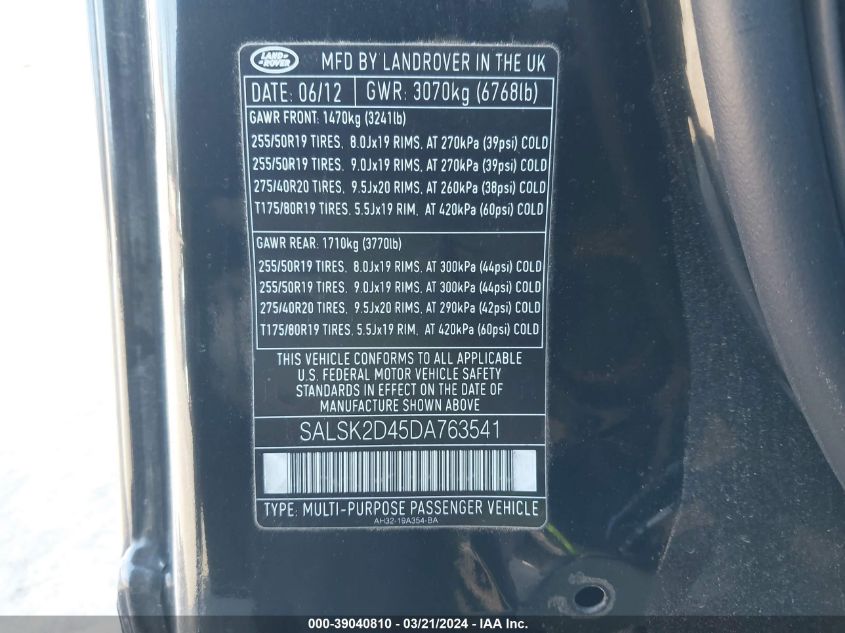 LAND ROVER
MFD BY LANDROVER IN THE UK
DATE: 06/12 GWR: 3070kg (6768lb)
GAWR FRONT: 1470kg (3241lb)
255/50R19 TIRES, 8.0Jx19 RIMS, AT 270kPa (39psi) COLD
255/50R19 TIRES, 9.0Jx19 RIMS, AT 270kPa (39psi) COLD
275/40R20 TIRES, 9.5Jx20 RIMS, AT 260kPa (38psi) COLD
T175/80R19 TIRES, 5.5Jx19 RIM, AT 420kPa (60psi) COLD
GAWR REAR: 1710kg (3770lb)
255/50R19 TIRES, 8.0Jx19 RIMS, AT 300kPa (44psi) COLD
255/50R19 TIRES, 9.0Jx19 RIMS, AT 300kPa (44psi) COLD
275/40R20 TIRES, 9.5Jx20 RIMS, AT 290kPa (42psi) COLD
T175/80R19 TIRES, 5.5Jx19 RIM, AT 420kPa (60psi) COLD
THIS VEHICLE CONFORMS TO ALL APPLICABLE
U.S. FEDERAL MOTOR VEHICLE SAFETY
STANDARDS IN EFFECT ON THE DATE OF
MANUFACTURE SHOWN ABOVE
SALSK2D45DA763541
TYPE: MULTI-PURPOSE PASSENGER VEHICLE
AH32-19A354-BA
000-39040810 - 03/21/2024 - IAA Inc.